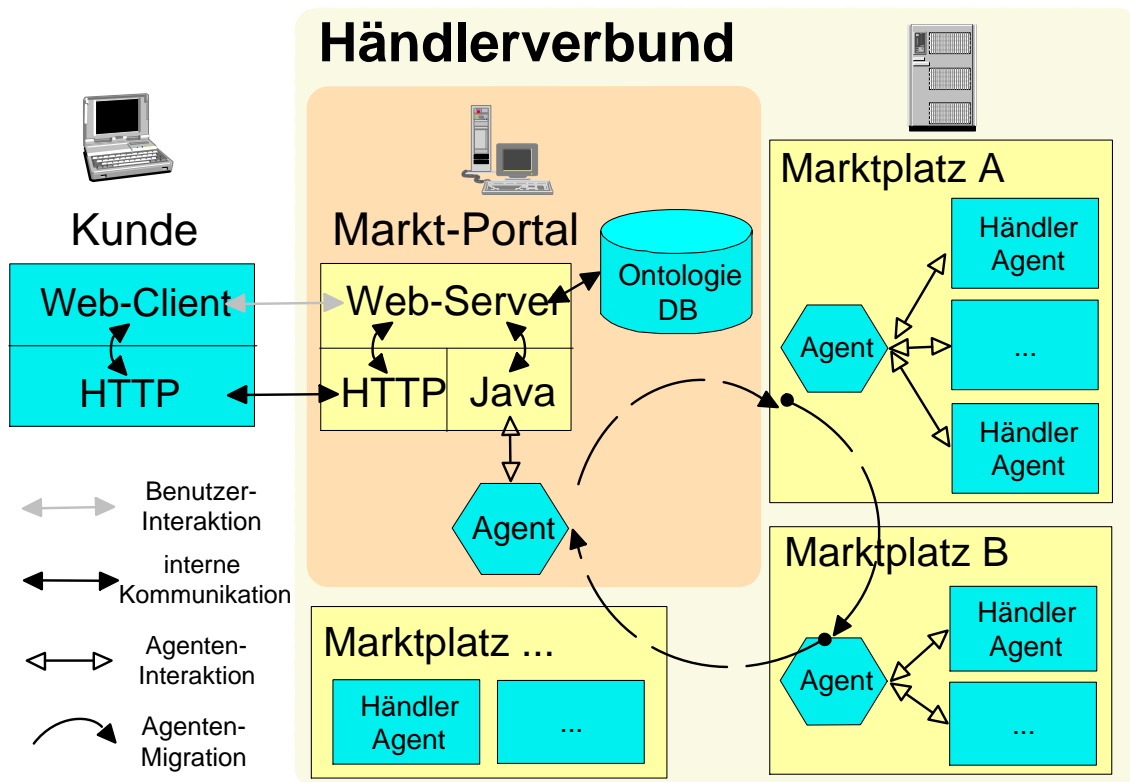 Händlerverbund
Kunde
Web-Client
HTTP
Markt-Portal
Web-Server
HTTP
Java
Ontologie
DB
Agent
Marktplatz A
Agent
Händler
Agent
...
Händler
Agent
Marktplatz B
Agent
Händler
Agent
...
Marktplatz ...
Händler
Agent
...
Benutzer-
Interaktion
interne
Kommunikation
Agenten-
Interaktion
Agenten-
Migration